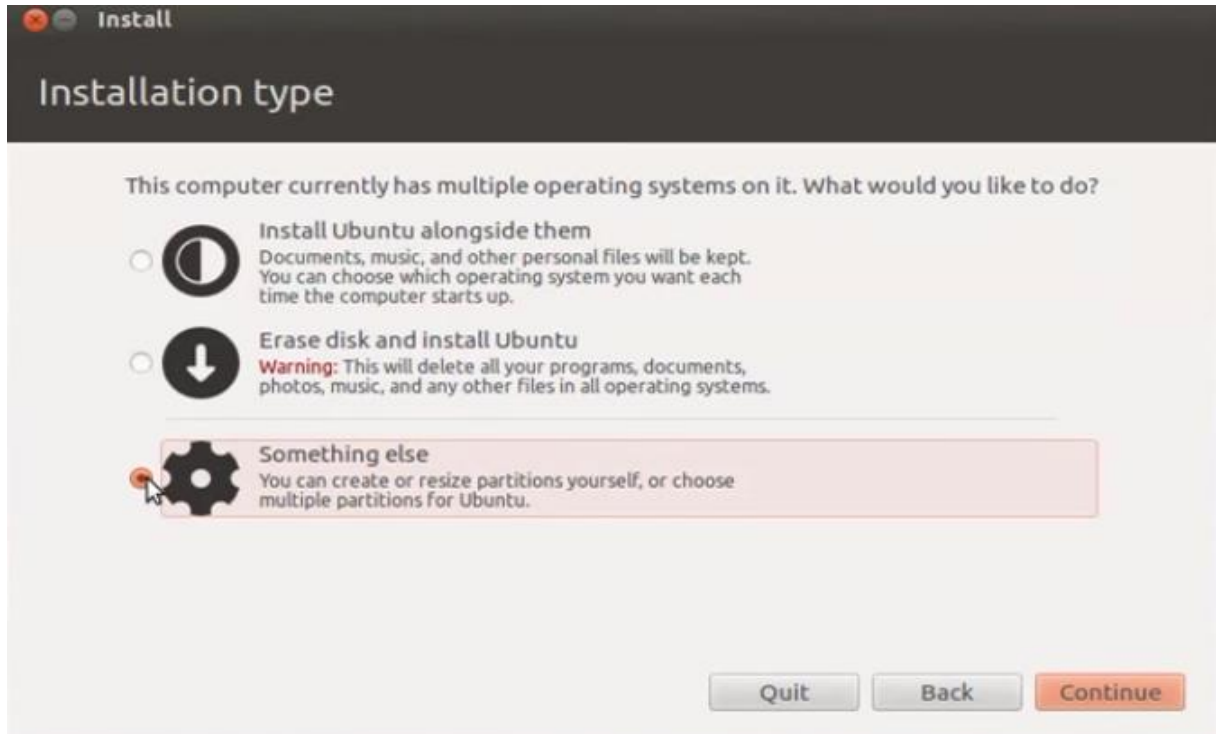 Install
Installation type
This computer currently has multiple operating systems on it. What would you like to do?
Install Ubuntu alongside them
Documents, music, and other personal files will be kept.
You can choose which operating system you want each
time the computer starts up.
Erase disk and install Ubuntu
Warning: This will delete all your programs, documents,
photos, music, and any other files in all operating systems.
Something else
You can create or resize partitions yourself, or choose
multiple partitions for Ubuntu.
Quit Back Continue